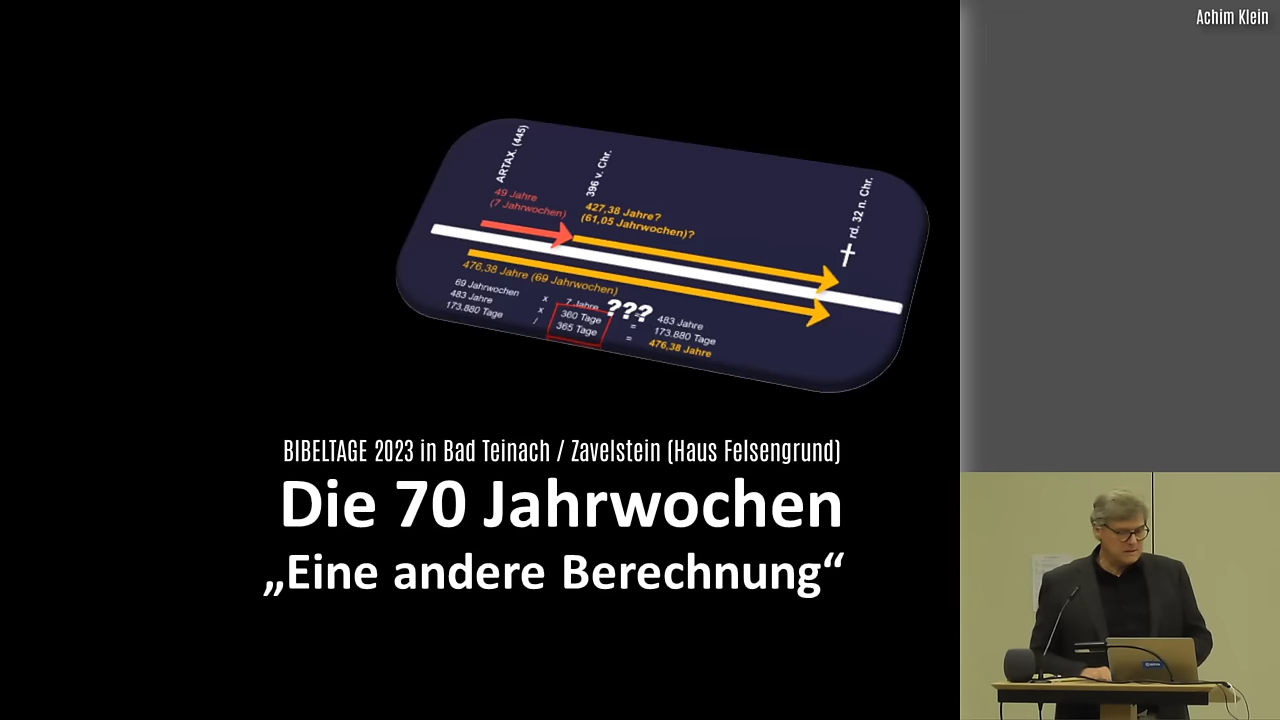 Achim Klein
ARTAX. (445)
396 v. Chr.
rd. 32 n. Chr.
49 Jahre
(7 Jahrwochen)
427,38 Jahre?
(61,05 Jahrwochen)?
476,38 Jahre (69 Jahrwochen)
69 Jahrwochen x 7 Jahre = 483 Jahre
483 Jahre x 360 Tage = 173.880 Tage
173.880 Tage / 365 Tage = 476,38 Jahre
???
BIBELTAGE 2023 in Bad Teinach / Zavelstein (Haus Felsengrund)
Die 70 Jahrwochen
„Eine andere Berechnung“